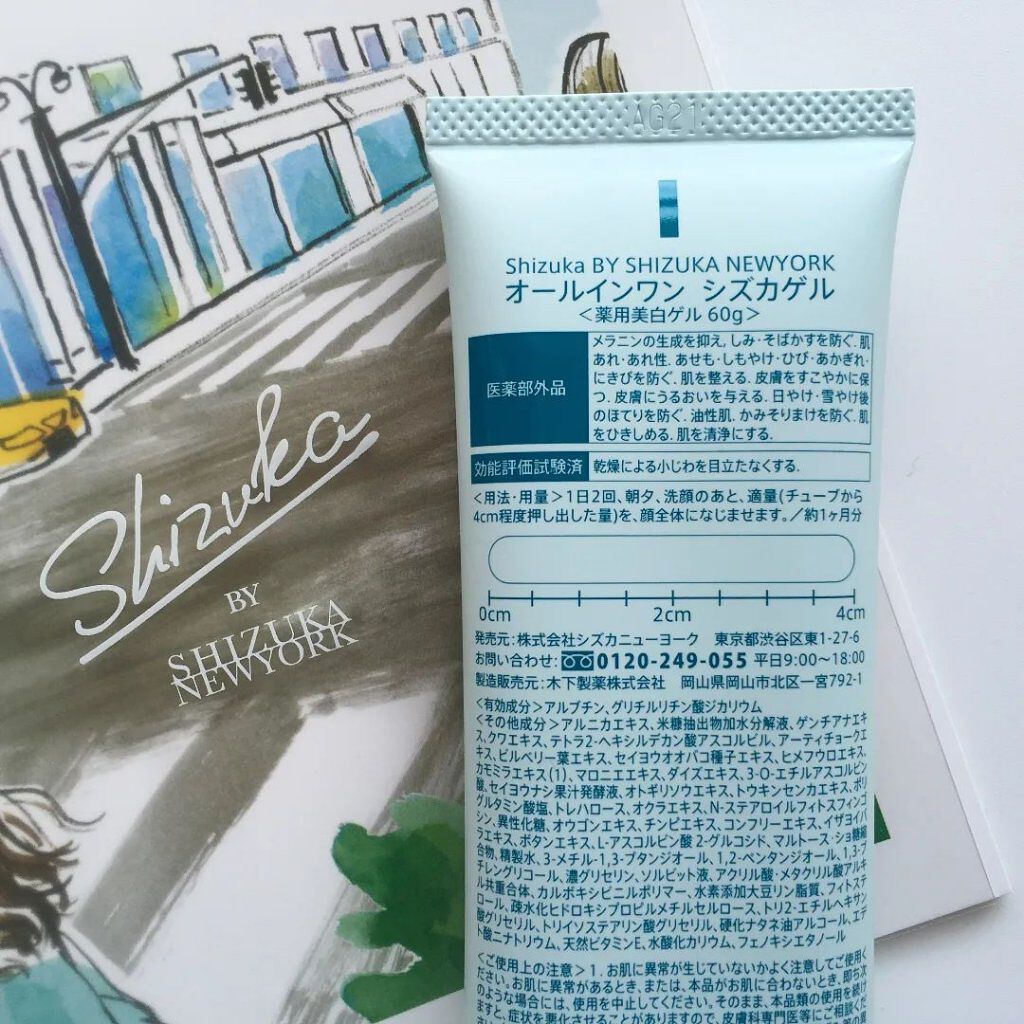 AG21
Shizuka BY SHIZUKA NEWYORK
オールインワン シズカゲル
＜薬用美白ゲル 60g＞
医薬部外品
メラニンの生成を抑え、しみ・そばかすを防ぐ. 肌
あれ・あれ性. あせも・しもやけ・ひび・あかぎれ・
にきびを防ぐ. 肌を整える. 皮膚をすこやかに保
つ. 皮膚にうるおいを与える. 日やけ・雪やけ後
のほてりを防ぐ. 油性肌. かみそりまけを防ぐ. 肌
をひきしめる. 肌を清浄にする.
効能評価試験済 乾燥による小じわを目立たなくする.
＜用法・用量＞1日2回、朝夕、洗顔のあと、適量(チューブから
4cm程度押し出した量)を、顔全体になじませます。／約1ヶ月分
0cm 2cm 4cm
発売元：株式会社シズカニューヨーク 東京都渋谷区東1-27-6
お問い合わせ：0120-249-055 平日9:00〜18:00
製造販売元：木下製薬株式会社 岡山県岡山市北区一宮792-1
＜有効成分＞アルブチン、グリチルリチン酸ジカリウム
＜その他成分＞アルニカエキス、米糠抽出物加水分解液、ゲンチアナエキ
ス、クワエキス、テトラ2-ヘキシルデカン酸アスコルビル、アーティチョークエ
キス、ビルベリー葉エキス、セイヨウオオバコ種子エキス、ヒメフウロエキス、
カモミラエキス(1)、マロニエエキス、ダイズエキス、3-O-エチルアスコルビン
酸、セイヨウナシ果汁発酵液、オトギリソウエキス、トウキンセンカエキス、ポリ
グルタミン酸塩、トレハロース、オクラエキス、N-ステアロイルフィトスフィンゴ
シン、異性化糖、オウゴンエキス、チンピエキス、コンフリーエキス、イザヨイバ
ラエキス、ボタンエキス、L-アスコルビン酸 2-グルコシド、マルトース・ショ糖縮
合物、精製水、3-メチル-1,3-ブタンジオール、1,2-ペンタンジオール、1,3-ブ
チレングリコール、濃グリセリン、ソルビット液、アクリル酸・メタクリル酸アルキ
ル共重合体、カルボキシビニルポリマー、水素添加大豆リン脂質、フィトステ
ロール、疎水化ヒドロキシプロピルメチルセルロース、トリ2-エチルヘキサン
酸グリセリル、トリイソステアリン酸グリセリル、硬化ナタネ油アルコール、エデ
ト酸二ナトリウム、天然ビタミンE、水酸化カリウム、フェノキシエタノール
＜ご使用上の注意＞1. お肌に異常が生じていないかよく注意してご使用く
ださい。お肌に異常があるとき、または、本品がお肌に合わないとき、即ち次
のような場合には、使用を中止してください。そのまま、本品類の使用を続け
ますと、症状を悪化させることがありますので、皮膚科専門医等にご相談くだ
Shizuka
BY
SHIZUKA
NEWYORK